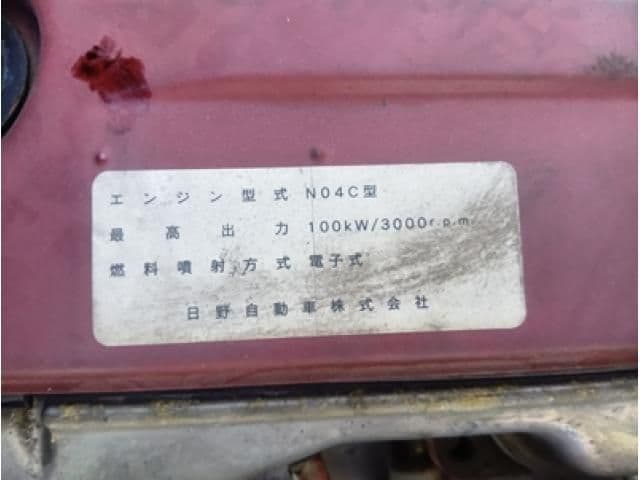 エンジン型式 N04C型
最高出力 100kW/3000r.p.m.
燃料噴射方式 電子式
日野自動車株式会社